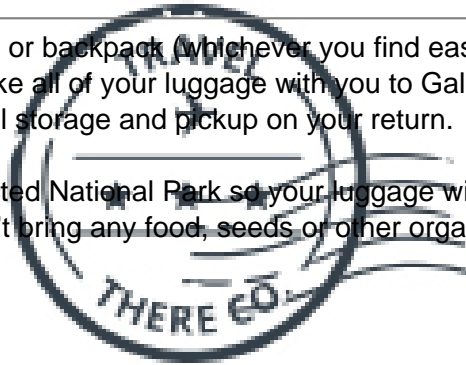 or backpack (whichever you find eas
ke all of your luggage with you to Gal
l storage and pickup on your return.
ted National Park so your luggage wi
't bring any food, seeds or other orga
TRAVEL
THERE CO.